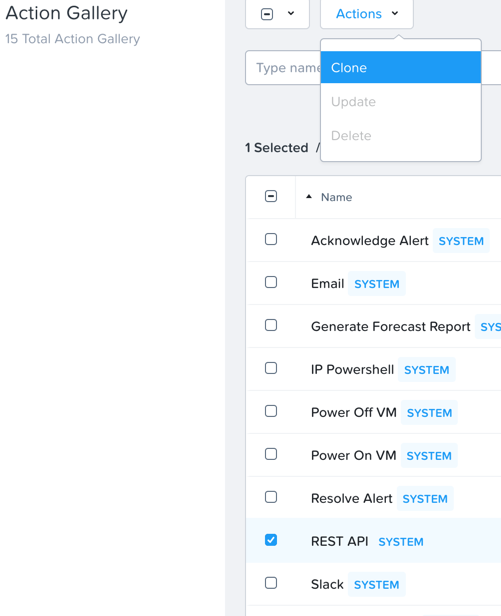 Action Gallery
15 Total Action Gallery
Actions
Type name
Clone
Update
Delete
1 Selected /
Name
Acknowledge Alert SYSTEM
Email SYSTEM
Generate Forecast Report SYS
IP Powershell SYSTEM
Power Off VM SYSTEM
Power On VM SYSTEM
Resolve Alert SYSTEM
REST API SYSTEM
Slack SYSTEM